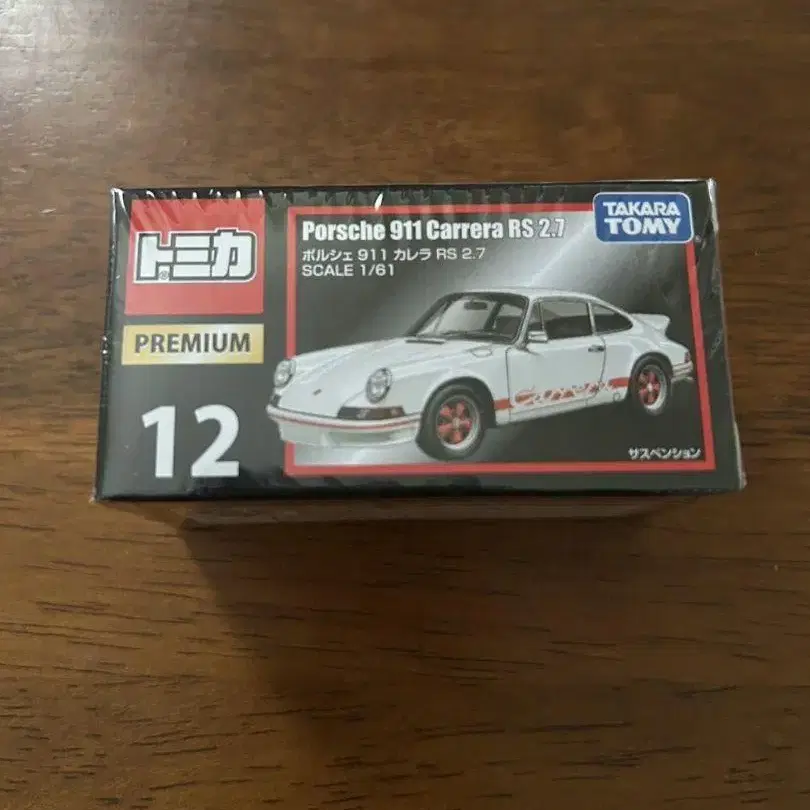 トミカ®
PREMIUM
12
Porsche 911 Carrera RS 2.7
ポルシェ 911 カレラ RS 2.7
SCALE 1/61
TAKARA
TOMY
Carrera
サスペンション